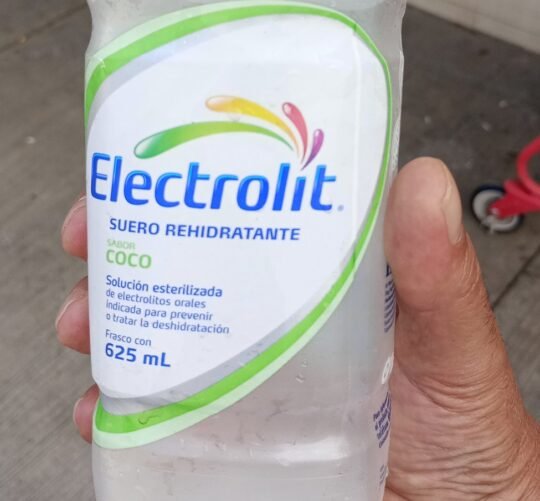 Electrolit®
SUERO REHIDRATANTE
SABOR
COCO
Solución esterilizada
de electrolitos orales
indicada para prevenir
o tratar la deshidratación
Frasco con
625 mL